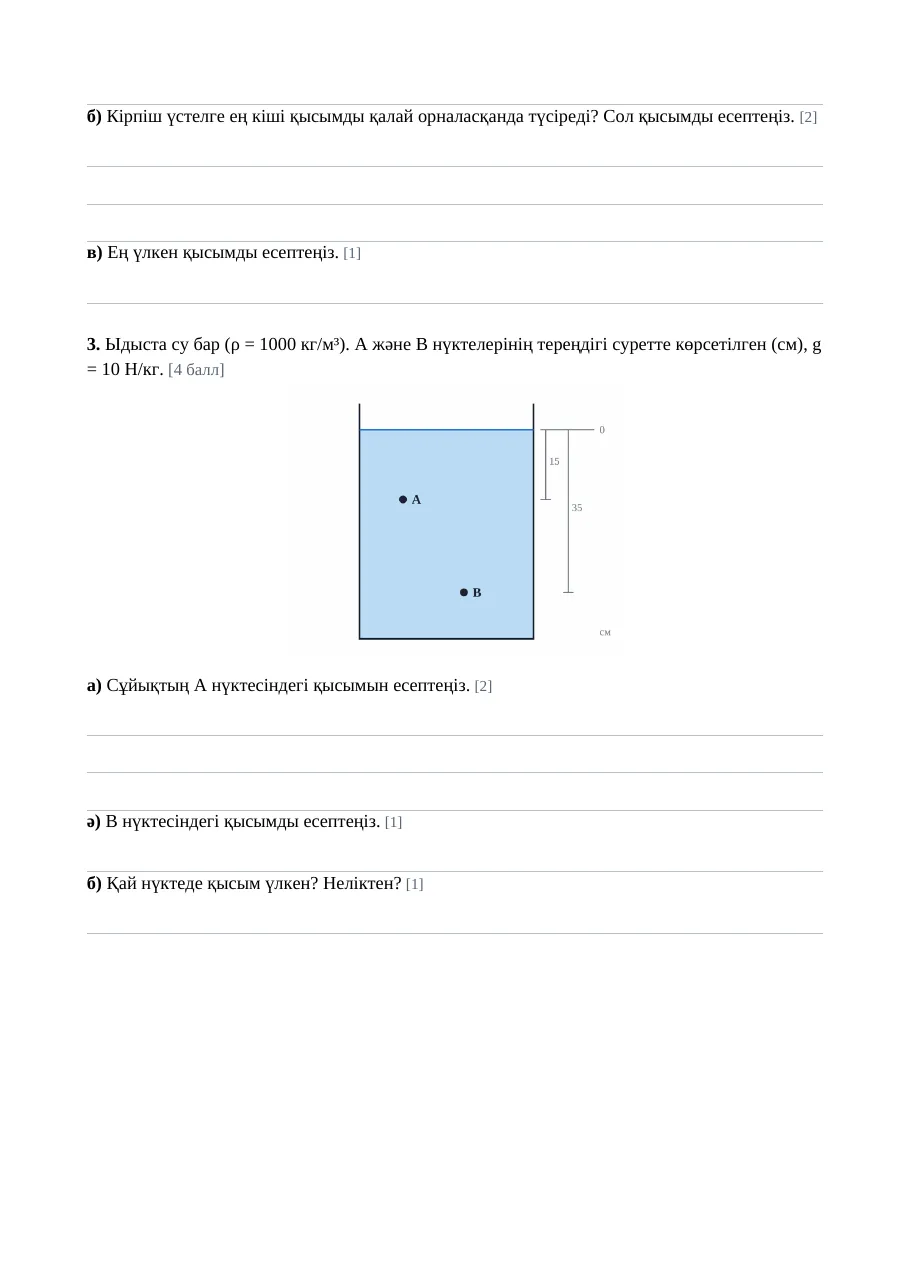 б) Кірпіш үстелге ең кіші қысымды қалай орналасқанда түсіреді? Сол қысымды есептеңіз. [2]
в) Ең үлкен қысымды есептеңіз. [1]
3. Ыдыста су бар (ρ = 1000 кг/м³). А және В нүктелерінің тереңдігі суретте көрсетілген (см), g
= 10 Н/кг. [4 балл]
0
15
A
35
B
см
а) Сұйықтың А нүктесіндегі қысымын есептеңіз. [2]
ә) В нүктесіндегі қысымды есептеңіз. [1]
б) Қай нүктеде қысым үлкен? Неліктен? [1]